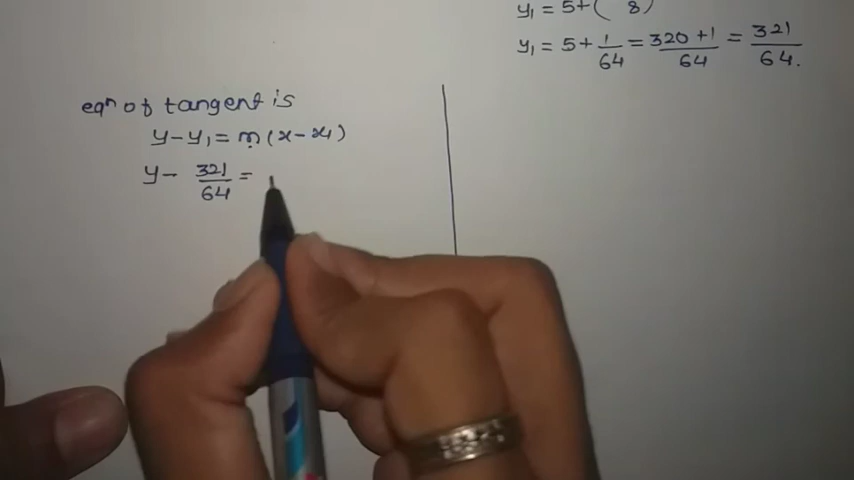 y₁ = 5+( 8)
y₁ = 5+ 1/64 = 320+1/64 = 321/64.
eqⁿ of tangent is
y-y₁ = m(x-x₁)
y- 321/64 =